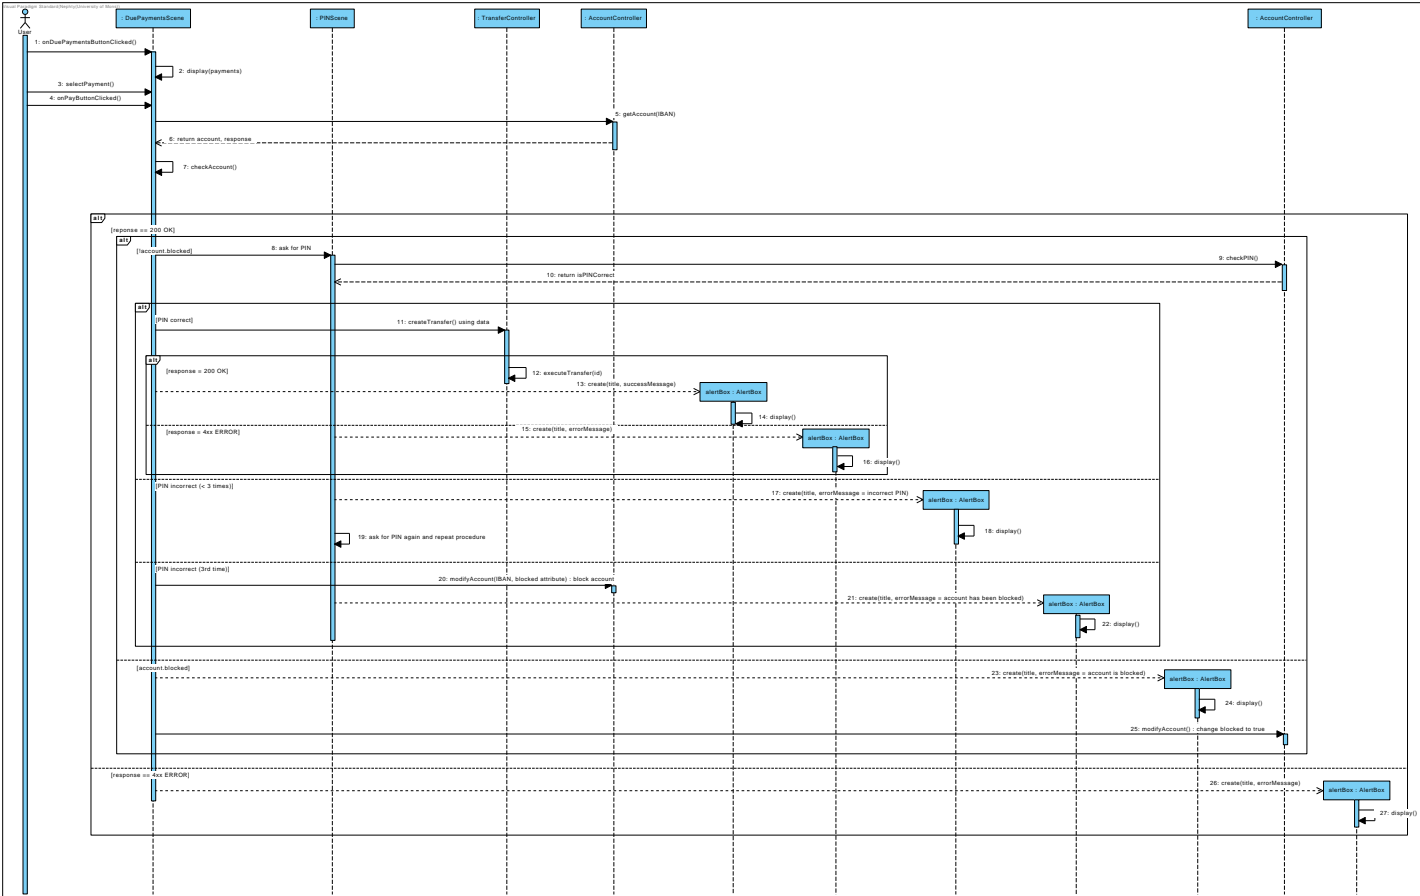 Visual Paradigm Standard(
: DuePaymentsScene
: PINScene
: TransferController
: AccountController
: AccountController
User
1: onDuePaymentsButtonClicked()
2: display(payments)
3: selectPayment()
4: onPayButtonClicked()
5: getAccount(IBAN)
6: return account, response
7: checkAccount()
alt
[reponse == 200 OK]
alt
[!account.blocked]
8: ask for PIN
9: checkPIN()
10: return isPINCorrect
alt
[PIN correct]
11: createTransfer() using data
alt
[response = 200 OK]
12: executeTransfer(id)
13: create(title, successMessage)
alertBox : AlertBox
14: display()
[response = 4xx ERROR]
15: create(title, errorMessage)
alertBox : AlertBox
16: display()
[PIN incorrect (< 3 times)]
17: create(title, errorMessage = incorrect PIN)
alertBox : AlertBox
18: display()
19: ask for PIN again and repeat procedure
[PIN incorrect (3rd time)]
20: modifyAccount(IBAN, blocked attribute) : block account
21: create(title, errorMessage = account has been blocked)
alertBox : AlertBox
22: display()
[account.blocked]
23: create(title, errorMessage = account is blocked)
alertBox : AlertBox
24: display()
25: modifyAccount() : change blocked to true
[response == 4xx ERROR]
26: create(title, errorMessage)
alertBox : AlertBox
27: display()